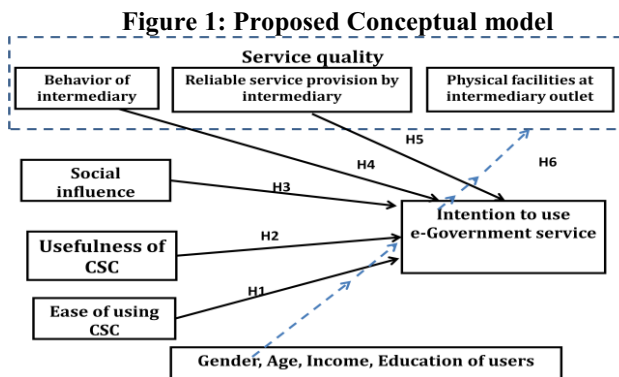 Figure 1: Proposed Conceptual model
Service quality
Behavior of
intermediary
Reliable service provision by
intermediary
Physical facilities at
intermediary outlet
H5
H4
H6
Social
influence
H3
Intention to use
e-Government service
Usefulness of
CSC
H2
H1
Ease of using
CSC
Gender, Age, Income, Education of users